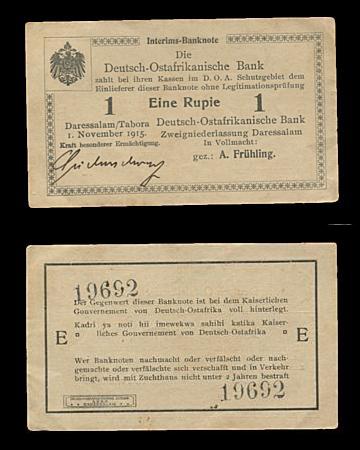 Interims-Banknote
Die
Deutsch-Ostafrikanische Bank
zahlt bei ihren Kassen im D. O. A. Schutzgebiet dem
Einlieferer dieser Banknote ohne Legitimationsprüfung
1 Eine Rupie 1
Daressalam/Tabora Deutsch-Ostafrikanische Bank
1. November 1915. Zweigniederlassung Daressalam
Kraft besonderer Ermächtigung. In Vollmacht:
gez.: A. Frühling.
19692
Der Gegenwert dieser Banknote ist bei dem Kaiserlichen
Gouvernement von Deutsch-Ostafrika voll hinterlegt.
Kadri ya noti hii imewekwa sahihi katika Kaiser-
E liches Gouvernement von Deutsch-Ostafrika E
Wer Banknoten nachmacht oder verfälscht oder nach-
gemachte oder verfälschte sich verschafft und in Verkehr
bringt, wird mit Zuchthaus nicht unter 2 Jahren bestraft
19692